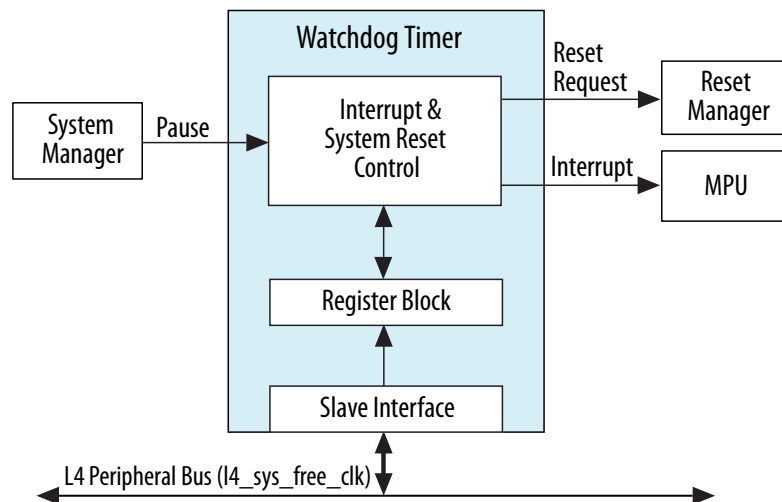 Watchdog Timer
Reset
Request
Reset
Manager
Interrupt &
System Reset
Control
System
Manager
Pause
Interrupt
MPU
Register Block
Slave Interface
L4 Peripheral Bus (l4_sys_free_clk)